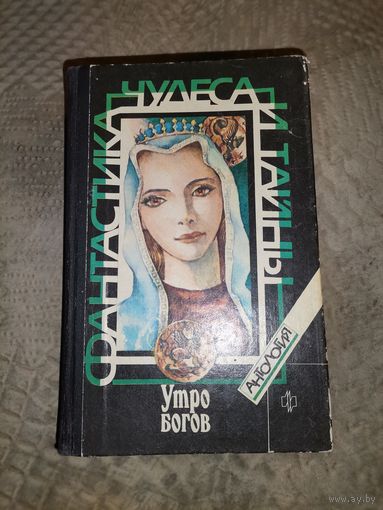 ФАНТАСТИКА
ЧУДЕСА
И ТАЙНЫ
АНТОЛОГИЯ
Утро
БОГОВ
www.ay.by